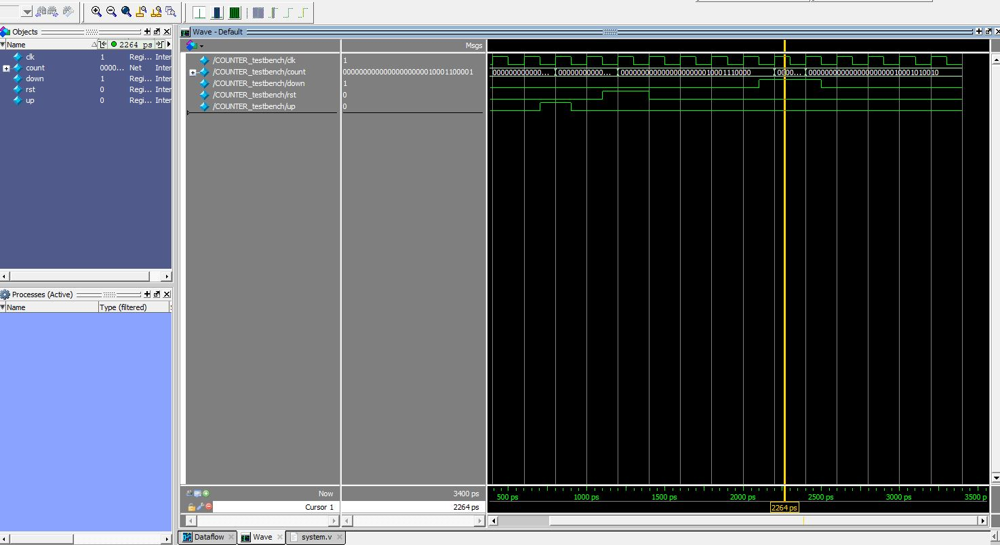 Objects
Name 2264 ps
clk 1 Regi... Inter
count 0000... Net Inter
down 1 Regi... Inter
rst 0 Regi... Inter
up 0 Regi... Inter
Processes (Active)
Name Type (filtered)
Wave - Default
Msgs
/COUNTER_testbench/clk 1
/COUNTER_testbench/count 00000000000000000000010001100001 000000000000... 00000000000... 00000000000000000000010001110000 0000... 00000000000000000000010001010010
/COUNTER_testbench/down 1
/COUNTER_testbench/rst 0
/COUNTER_testbench/up 0
Now 3400 ps 500 ps 1000 ps 1500 ps 2000 ps 2500 ps 3000 ps 3500 p
Cursor 1 2264 ps 2264 ps
Dataflow Wave system.v